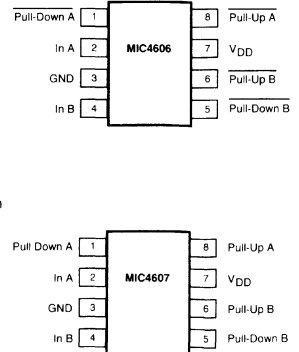 Pull-Down A 1 8 Pull-Up A
In A 2 MIC4606 7 VDD
GND 3 6 Pull-Up B
In B 4 5 Pull-Down B
Pull Down A 1 8 Pull-Up A
In A 2 MIC4607 7 VDD
GND 3 6 Pull-Up B
In B 4 5 Pull-Down B